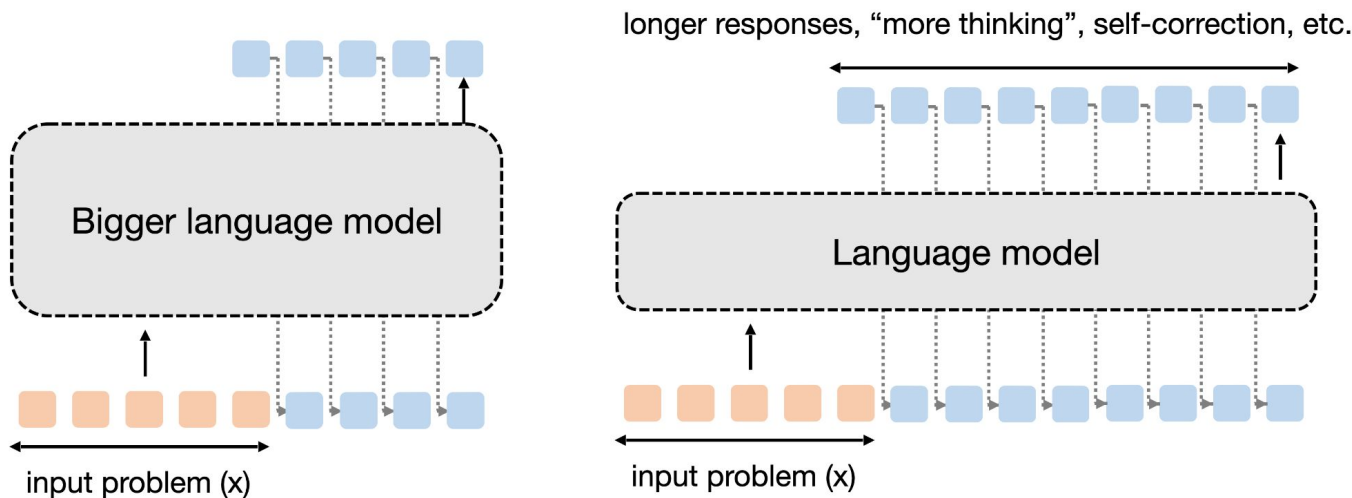 longer responses, “more thinking”, self-correction, etc.
Bigger language model
Language model
input problem (x)
input problem (x)